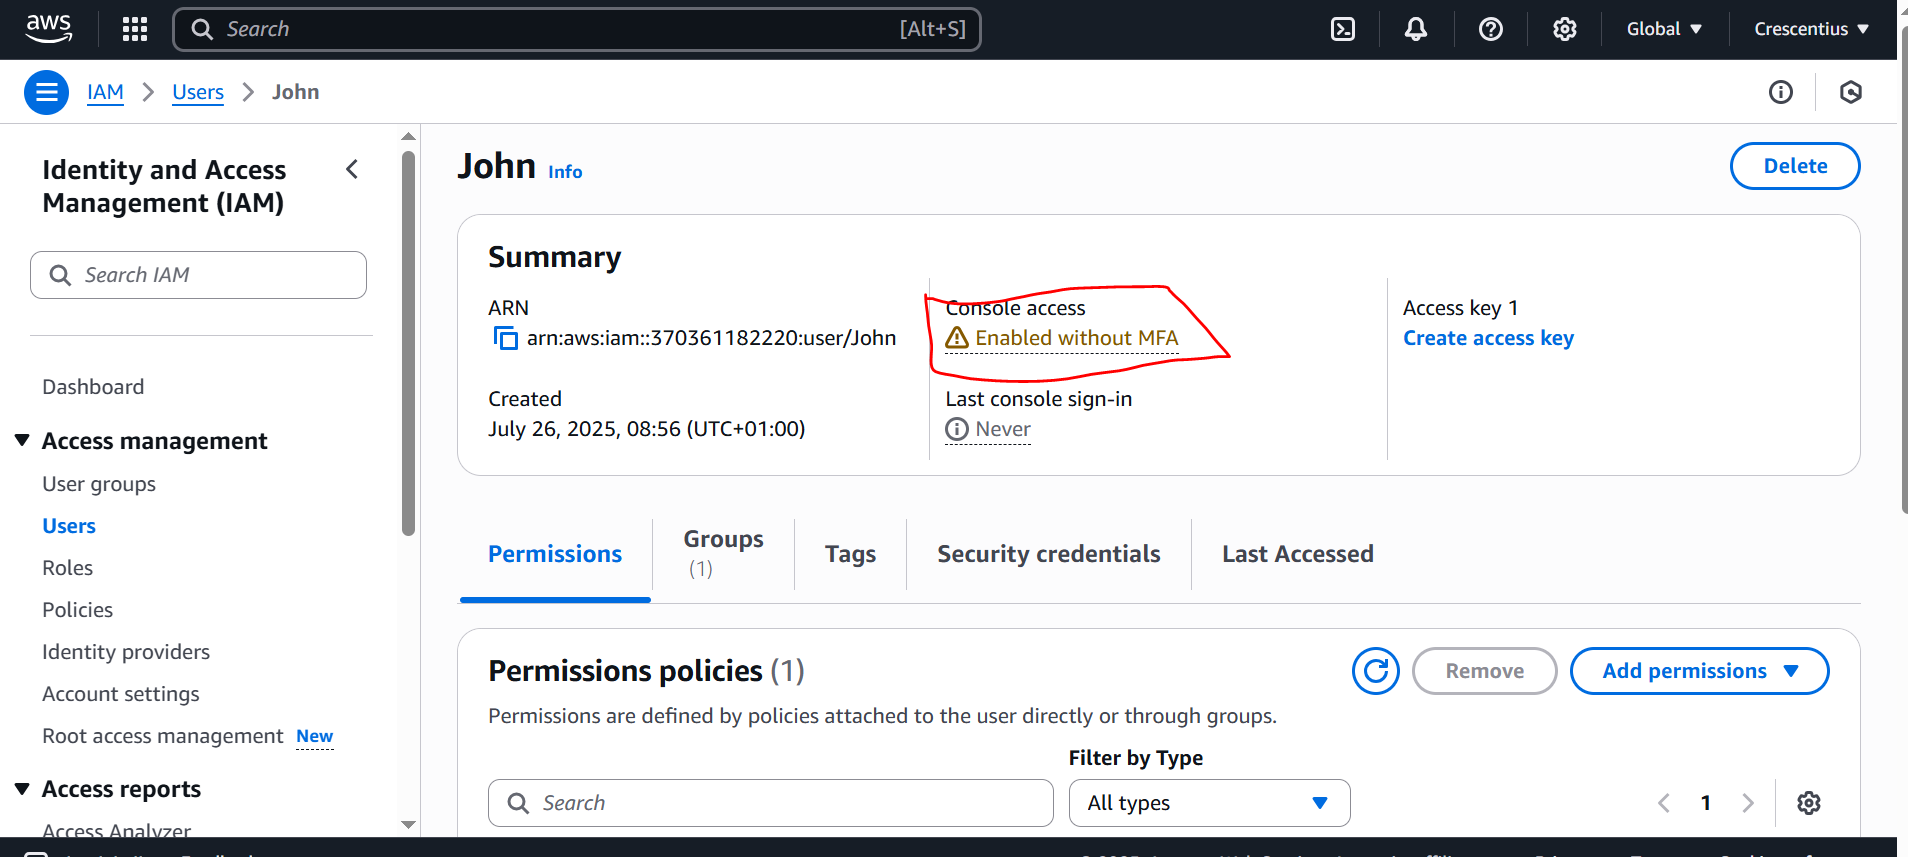 aws
Search
[Alt+S]
Global
Crescentius
IAM
Users
John
Identity and Access
Management (IAM)
Search IAM
Dashboard
Access management
User groups
Users
Roles
Policies
Identity providers
Account settings
Root access management New
Access reports
Access Analyzer
John Info
Delete
Summary
ARN
arn:aws:iam::370361182220:user/John
Created
July 26, 2025, 08:56 (UTC+01:00)
Console access
Enabled without MFA
Last console sign-in
Never
Access key 1
Create access key
Permissions
Groups
(1)
Tags
Security credentials
Last Accessed
Permissions policies (1)
Remove
Add permissions
Permissions are defined by policies attached to the user directly or through groups.
Filter by Type
Search
All types
1